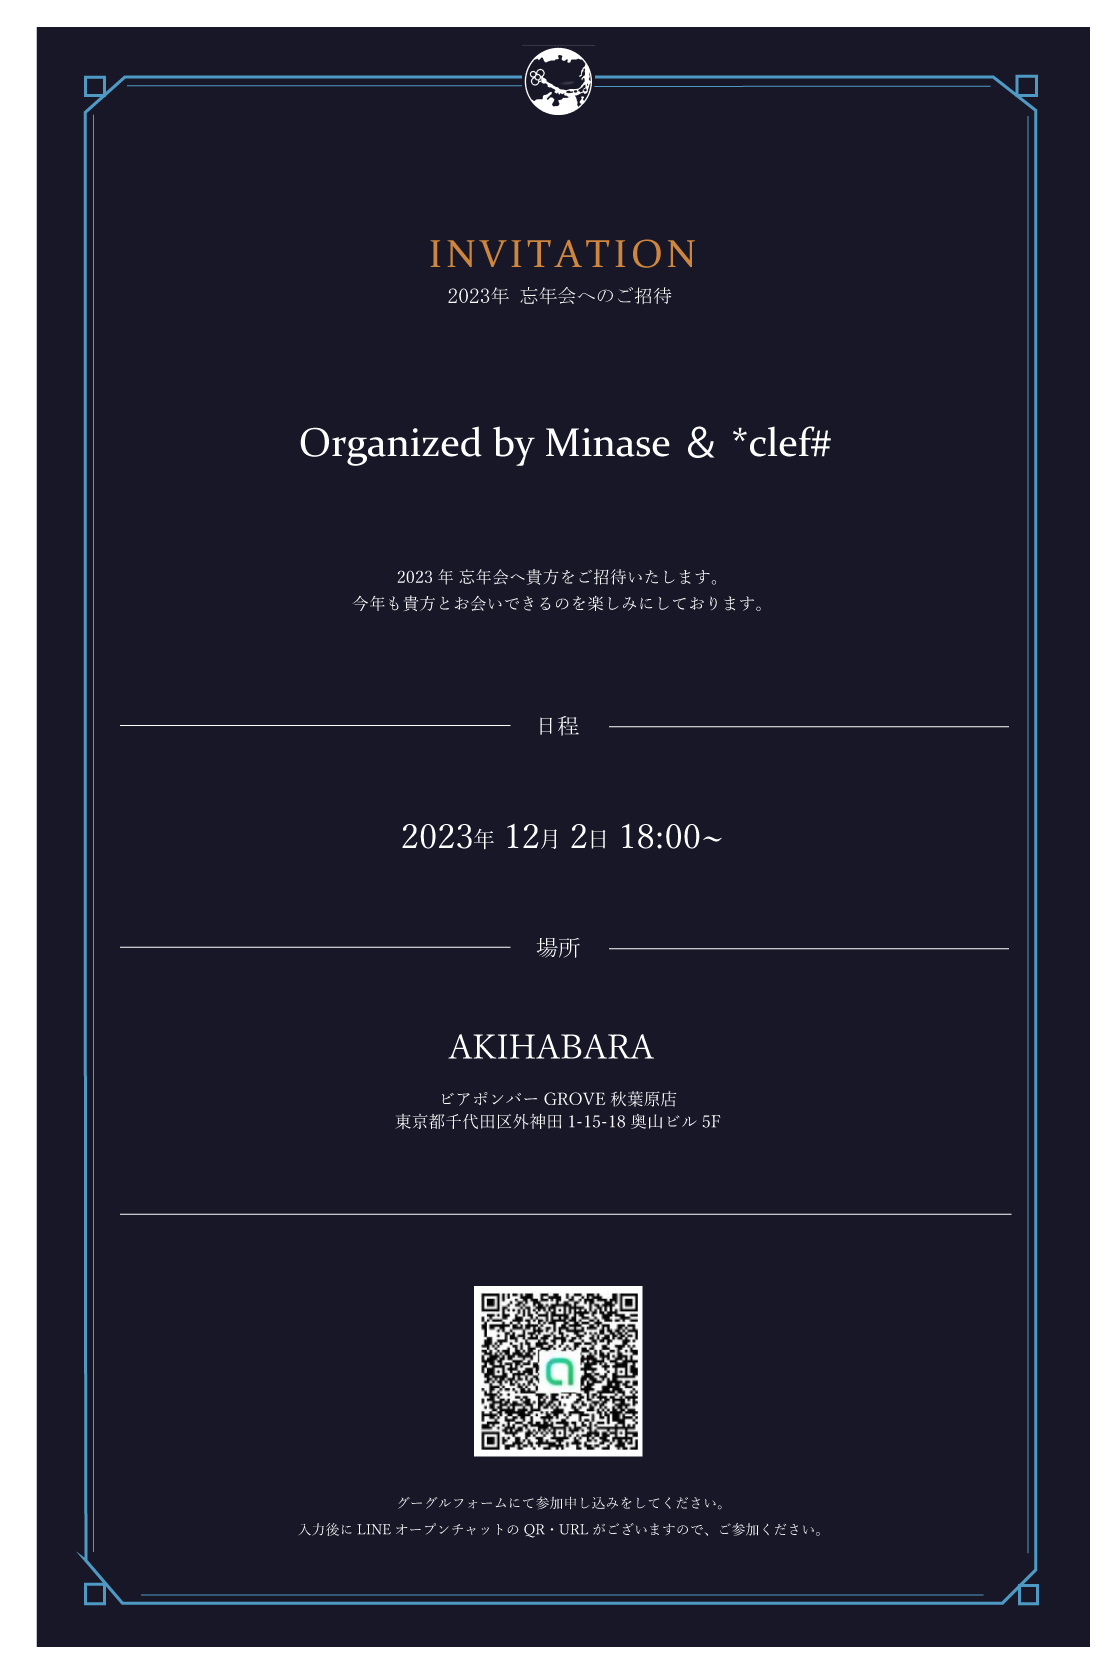 INVITATION
2023年 忘年会へのご招待
Organized by Minase ＆ *clef#
2023 年 忘年会へ貴方をご招待いたします。
今年も貴方とお会いできるのを楽しみにしております。
日程
2023年 12月 2日 18:00~
場所
AKIHABARA
ビアポンバー GROVE 秋葉原店
東京都千代田区外神田 1-15-18 奥山ビル 5F
グーグルフォームにて参加申し込みをしてください。
入力後に LINE オープンチャットの QR・URL がございますので、ご参加ください。